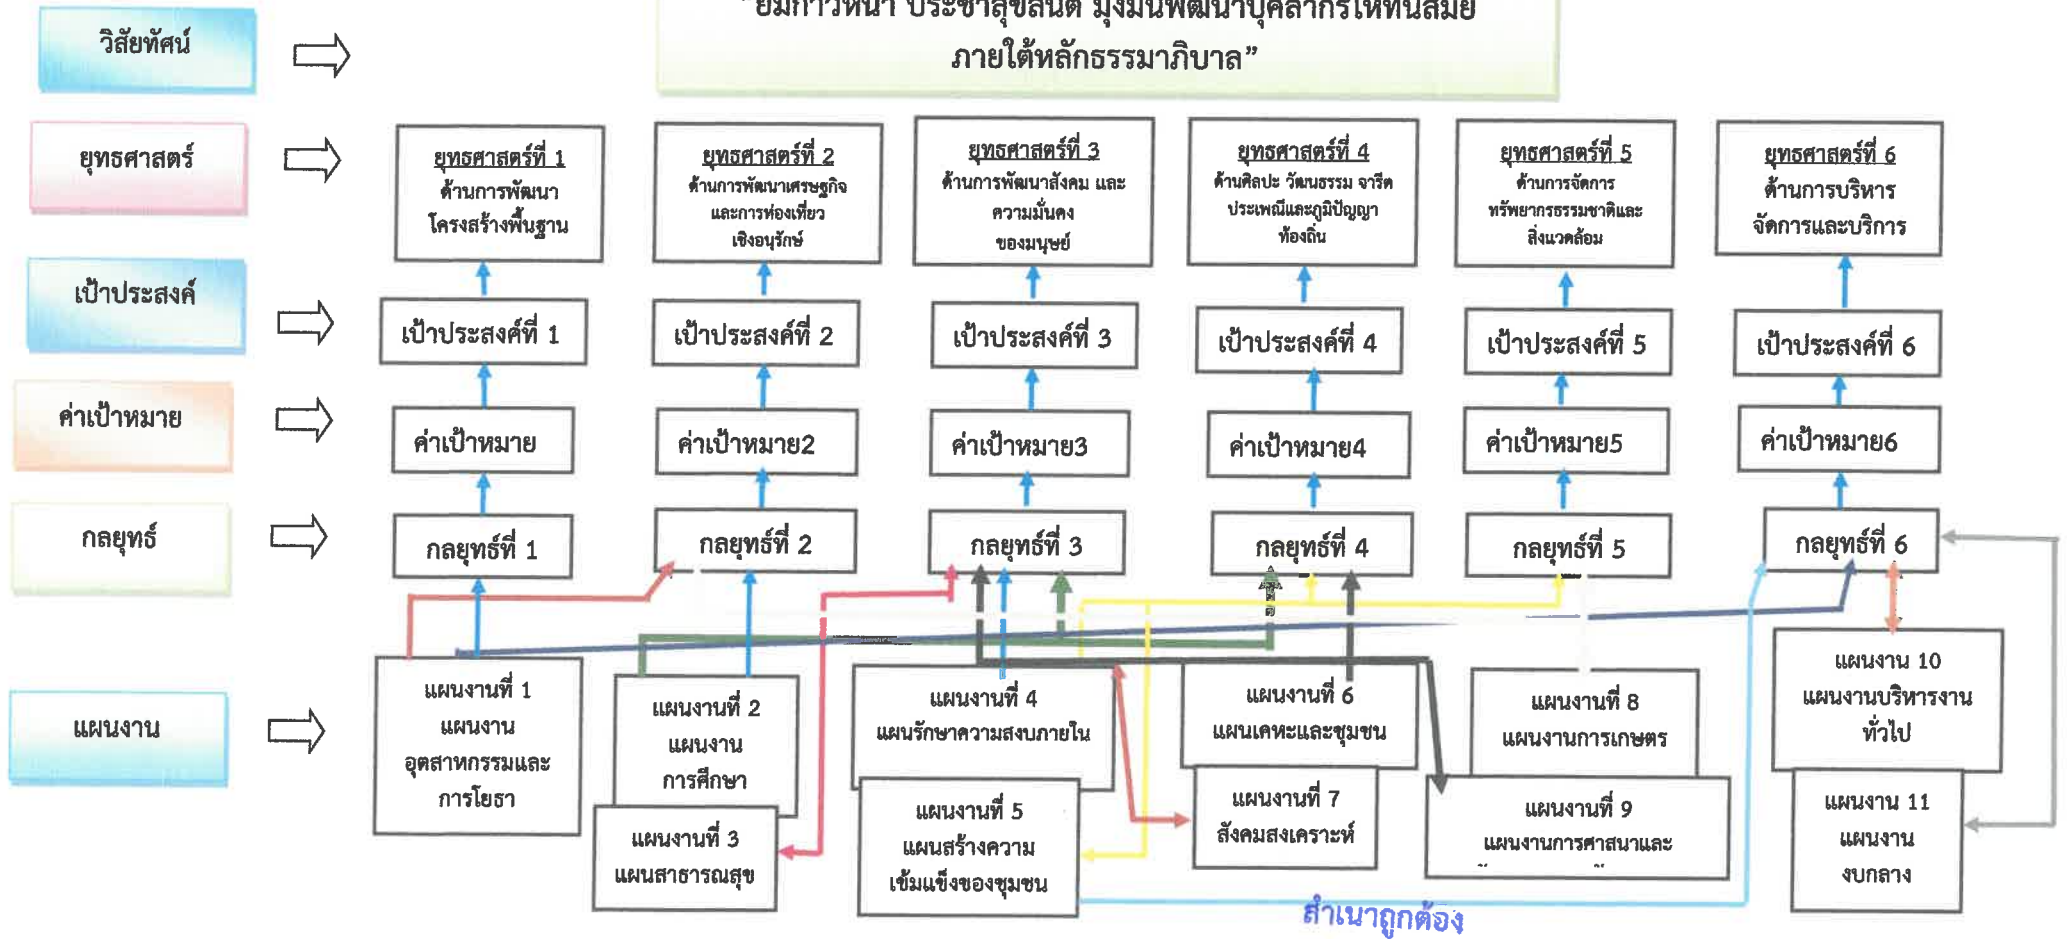 วิสัยทัศน์
ภายใต้หลักธรรมาภิบาล”
ยุทธศาสตร์
ยุทธศาสตร์ที่ 1
ด้านการพัฒนา
โครงสร้างพื้นฐาน
ยุทธศาสตร์ที่ 2
ด้านการพัฒนาเศรษฐกิจ
และการท่องเที่ยว
เชิงอนุรักษ์
ยุทธศาสตร์ที่ 3
ด้านการพัฒนาสังคม และ
ความมั่นคง
ของมนุษย์
ยุทธศาสตร์ที่ 4
ด้านศิลปะ วัฒนธรรม จารีต
ประเพณีและภูมิปัญญา
ท้องถิ่น
ยุทธศาสตร์ที่ 5
ด้านการจัดการ
ทรัพยากรธรรมชาติและ
สิ่งแวดล้อม
ยุทธศาสตร์ที่ 6
ด้านการบริหาร
จัดการและบริการ
เป้าประสงค์
เป้าประสงค์ที่ 1
เป้าประสงค์ที่ 2
เป้าประสงค์ที่ 3
เป้าประสงค์ที่ 4
เป้าประสงค์ที่ 5
เป้าประสงค์ที่ 6
ค่าเป้าหมาย
ค่าเป้าหมาย
ค่าเป้าหมาย2
ค่าเป้าหมาย3
ค่าเป้าหมาย4
ค่าเป้าหมาย5
ค่าเป้าหมาย6
กลยุทธ์
กลยุทธ์ที่ 1
กลยุทธ์ที่ 2
กลยุทธ์ที่ 3
กลยุทธ์ที่ 4
กลยุทธ์ที่ 5
กลยุทธ์ที่ 6
แผนงาน
แผนงานที่ 1
แผนงาน
อุตสาหกรรมและ
การโยธา
แผนงานที่ 2
แผนงาน
การศึกษา
แผนงานที่ 3
แผนสาธารณสุข
แผนงานที่ 4
แผนรักษาความสงบภายใน
แผนงานที่ 5
แผนสร้างความ
เข้มแข็งของชุมชน
แผนงานที่ 6
แผนเคหะและชุมชน
แผนงานที่ 7
สังคมสงเคราะห์
แผนงานที่ 8
แผนงานการเกษตร
แผนงานที่ 9
แผนงานการศาสนาและ
แผนงาน 10
แผนงานบริหารงาน
ทั่วไป
แผนงาน 11
แผนงาน
งบกลาง
สำเนาถูกต้อง